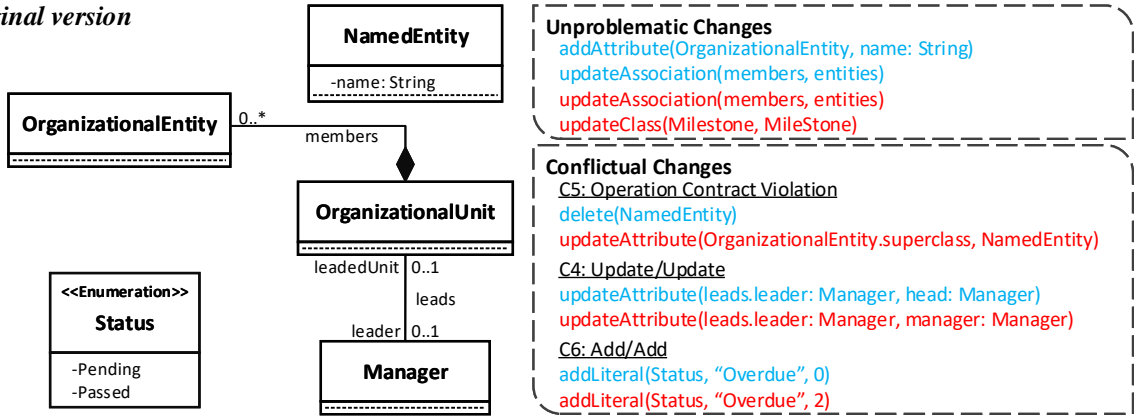 inal version
NamedEntity
-name: String
OrganizationalEntity
0..*
members
OrganizationalUnit
leadedUnit 0..1
leads
leader 0..1
Manager
<<Enumeration>>
Status
-Pending
-Passed
Unproblematic Changes
addAttribute(OrganizationalEntity, name: String)
updateAssociation(members, entities)
updateAssociation(members, entities)
updateClass(Milestone, MileStone)
Conflictual Changes
C5: Operation Contract Violation
delete(NamedEntity)
updateAttribute(OrganizationalEntity.superclass, NamedEntity)
C4: Update/Update
updateAttribute(leads.leader: Manager, head: Manager)
updateAttribute(leads.leader: Manager, manager: Manager)
C6: Add/Add
addLiteral(Status, “Overdue”, 0)
addLiteral(Status, “Overdue”, 2)